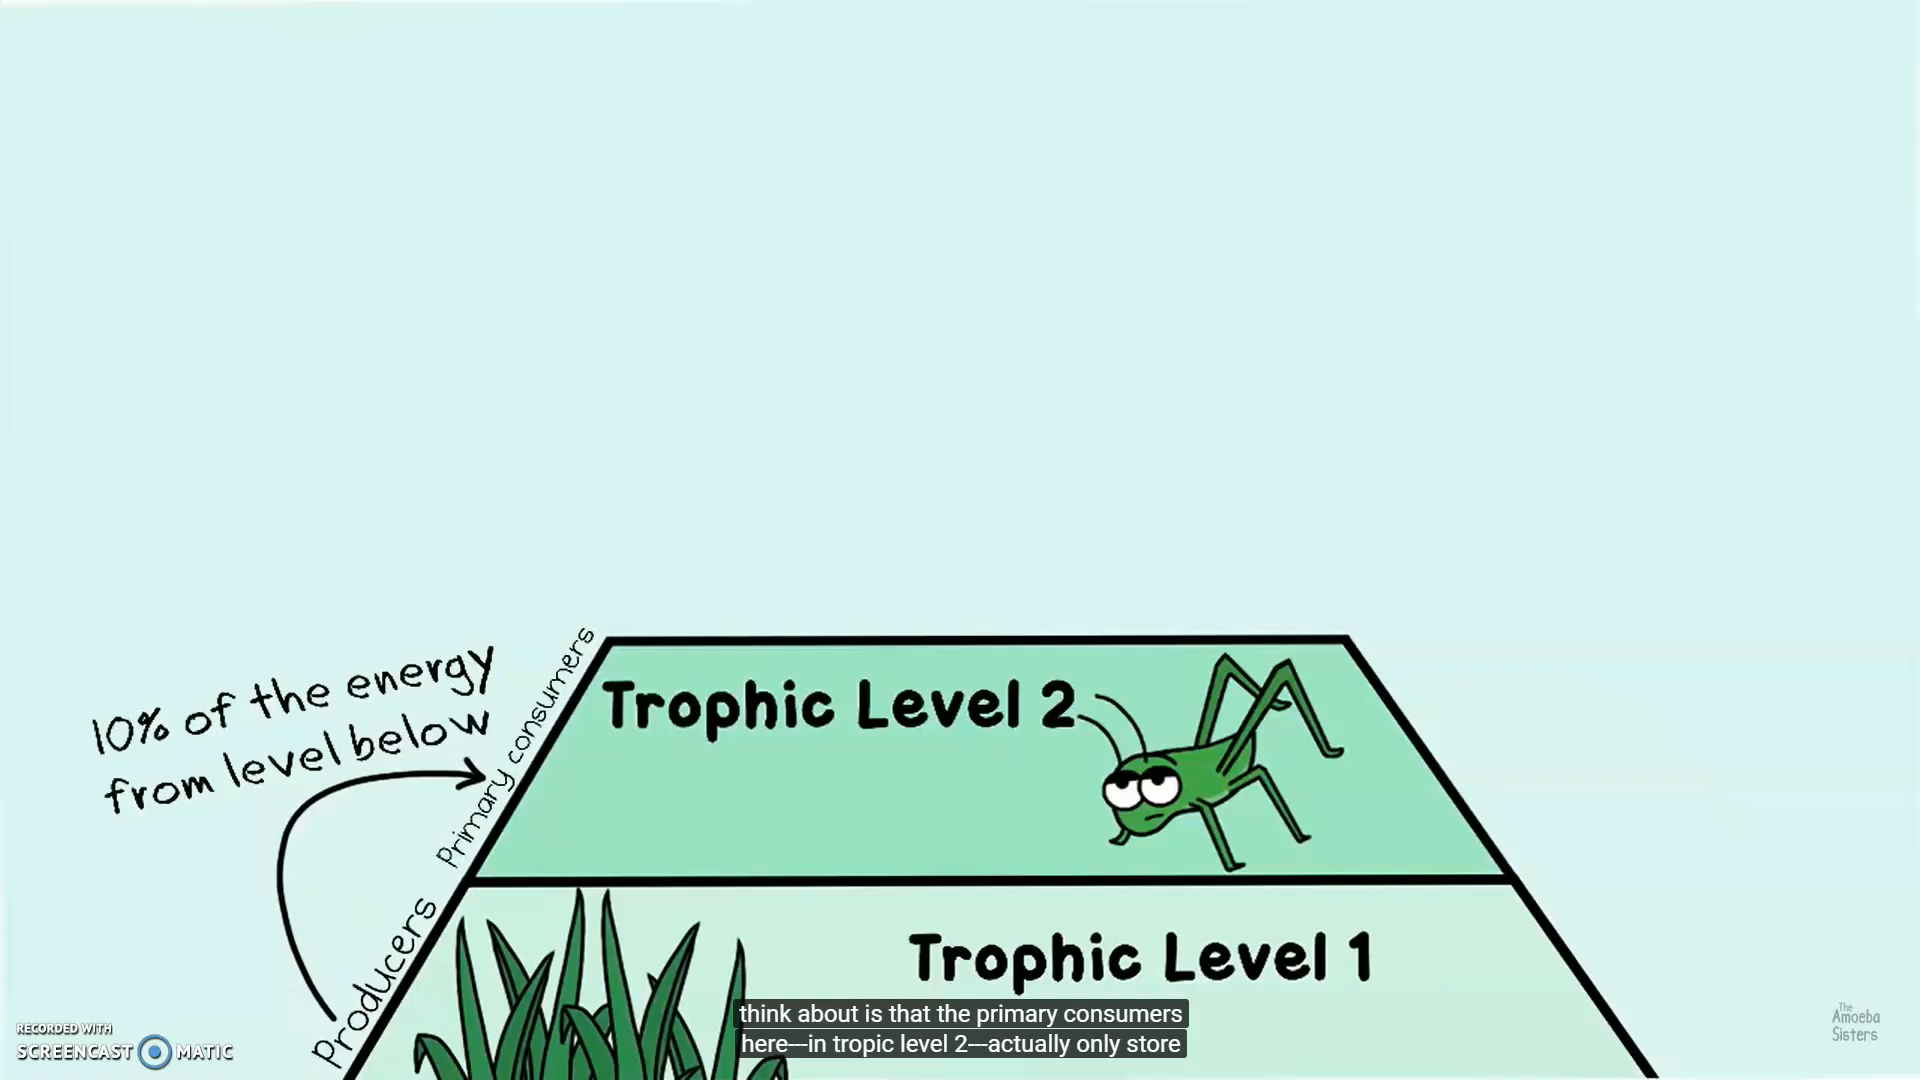 10% of the energy
from level below
Primary consumers
Trophic Level 2
Producers
Trophic Level 1
think about is that the primary consumers
here---in tropic level 2---actually only store
RECORDED WITH
SCREENCAST MATIC
The
Amoeba
Sisters